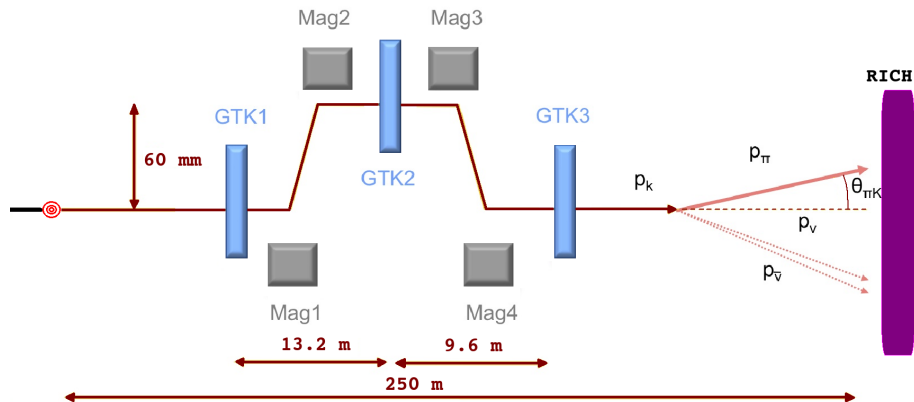 Mag2
Mag3
RICH
GTK1
GTK3
60 mm
GTK2
pπ
pk
θπK
pν
pν̅
Mag1
Mag4
13.2 m
9.6 m
250 m